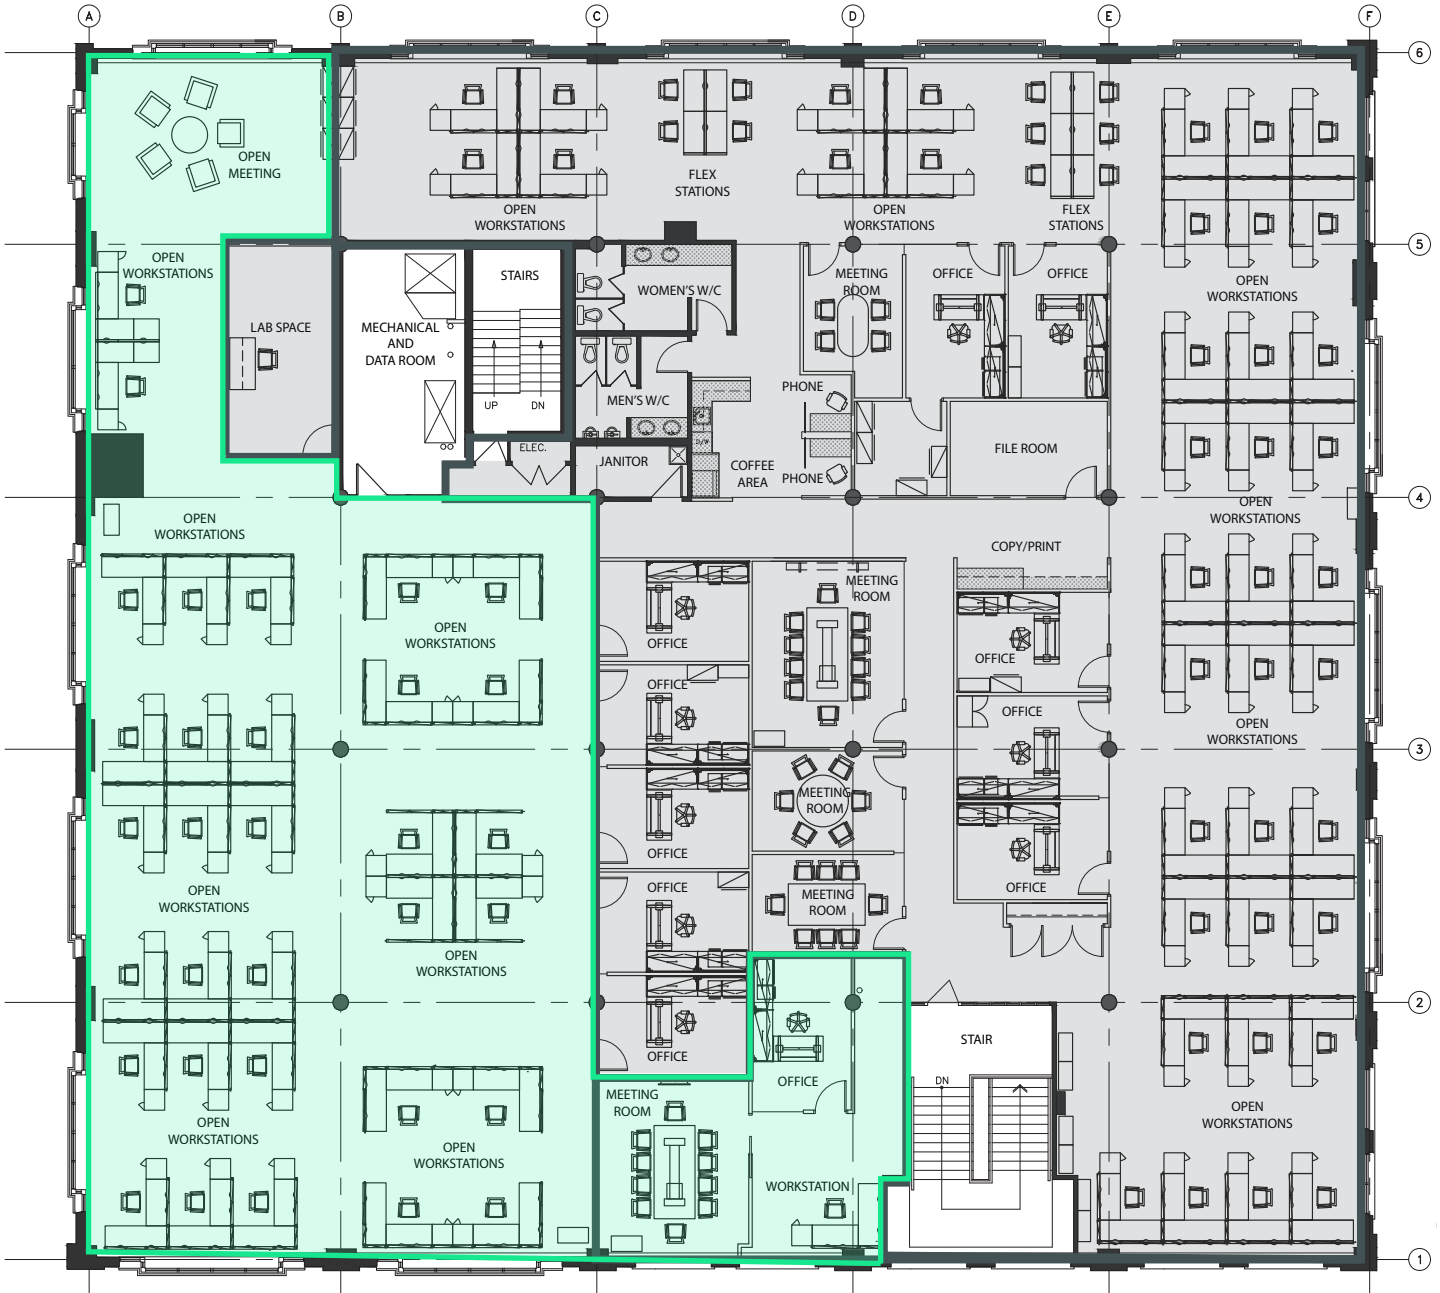 A
B
C
D
E
F
6
OPEN
MEETING
FLEX
STATIONS
OPEN
WORKSTATIONS
OPEN
WORKSTATIONS
FLEX
STATIONS
5
OPEN
WORKSTATIONS
STAIRS
WOMEN'S W/C
MEETING
ROOM
OFFICE
OFFICE
OPEN
WORKSTATIONS
LAB SPACE
MECHANICAL
AND
DATA ROOM
UP
DN
MEN'S W/C
PHONE
ELEC.
JANITOR
D/W
COFFEE
AREA
PHONE
FILE ROOM
4
OPEN
WORKSTATIONS
OPEN
WORKSTATIONS
COPY/PRINT
OPEN
WORKSTATIONS
OFFICE
MEETING
ROOM
OFFICE
OFFICE
OFFICE
OPEN
WORKSTATIONS
3
MEETING
ROOM
OFFICE
OFFICE
OPEN
WORKSTATIONS
OFFICE
MEETING
ROOM
OPEN
WORKSTATIONS
2
STAIR
OFFICE
DN
OFFICE
MEETING
ROOM
OPEN
WORKSTATIONS
OPEN
WORKSTATIONS
OPEN
WORKSTATIONS
WORKSTATION
1